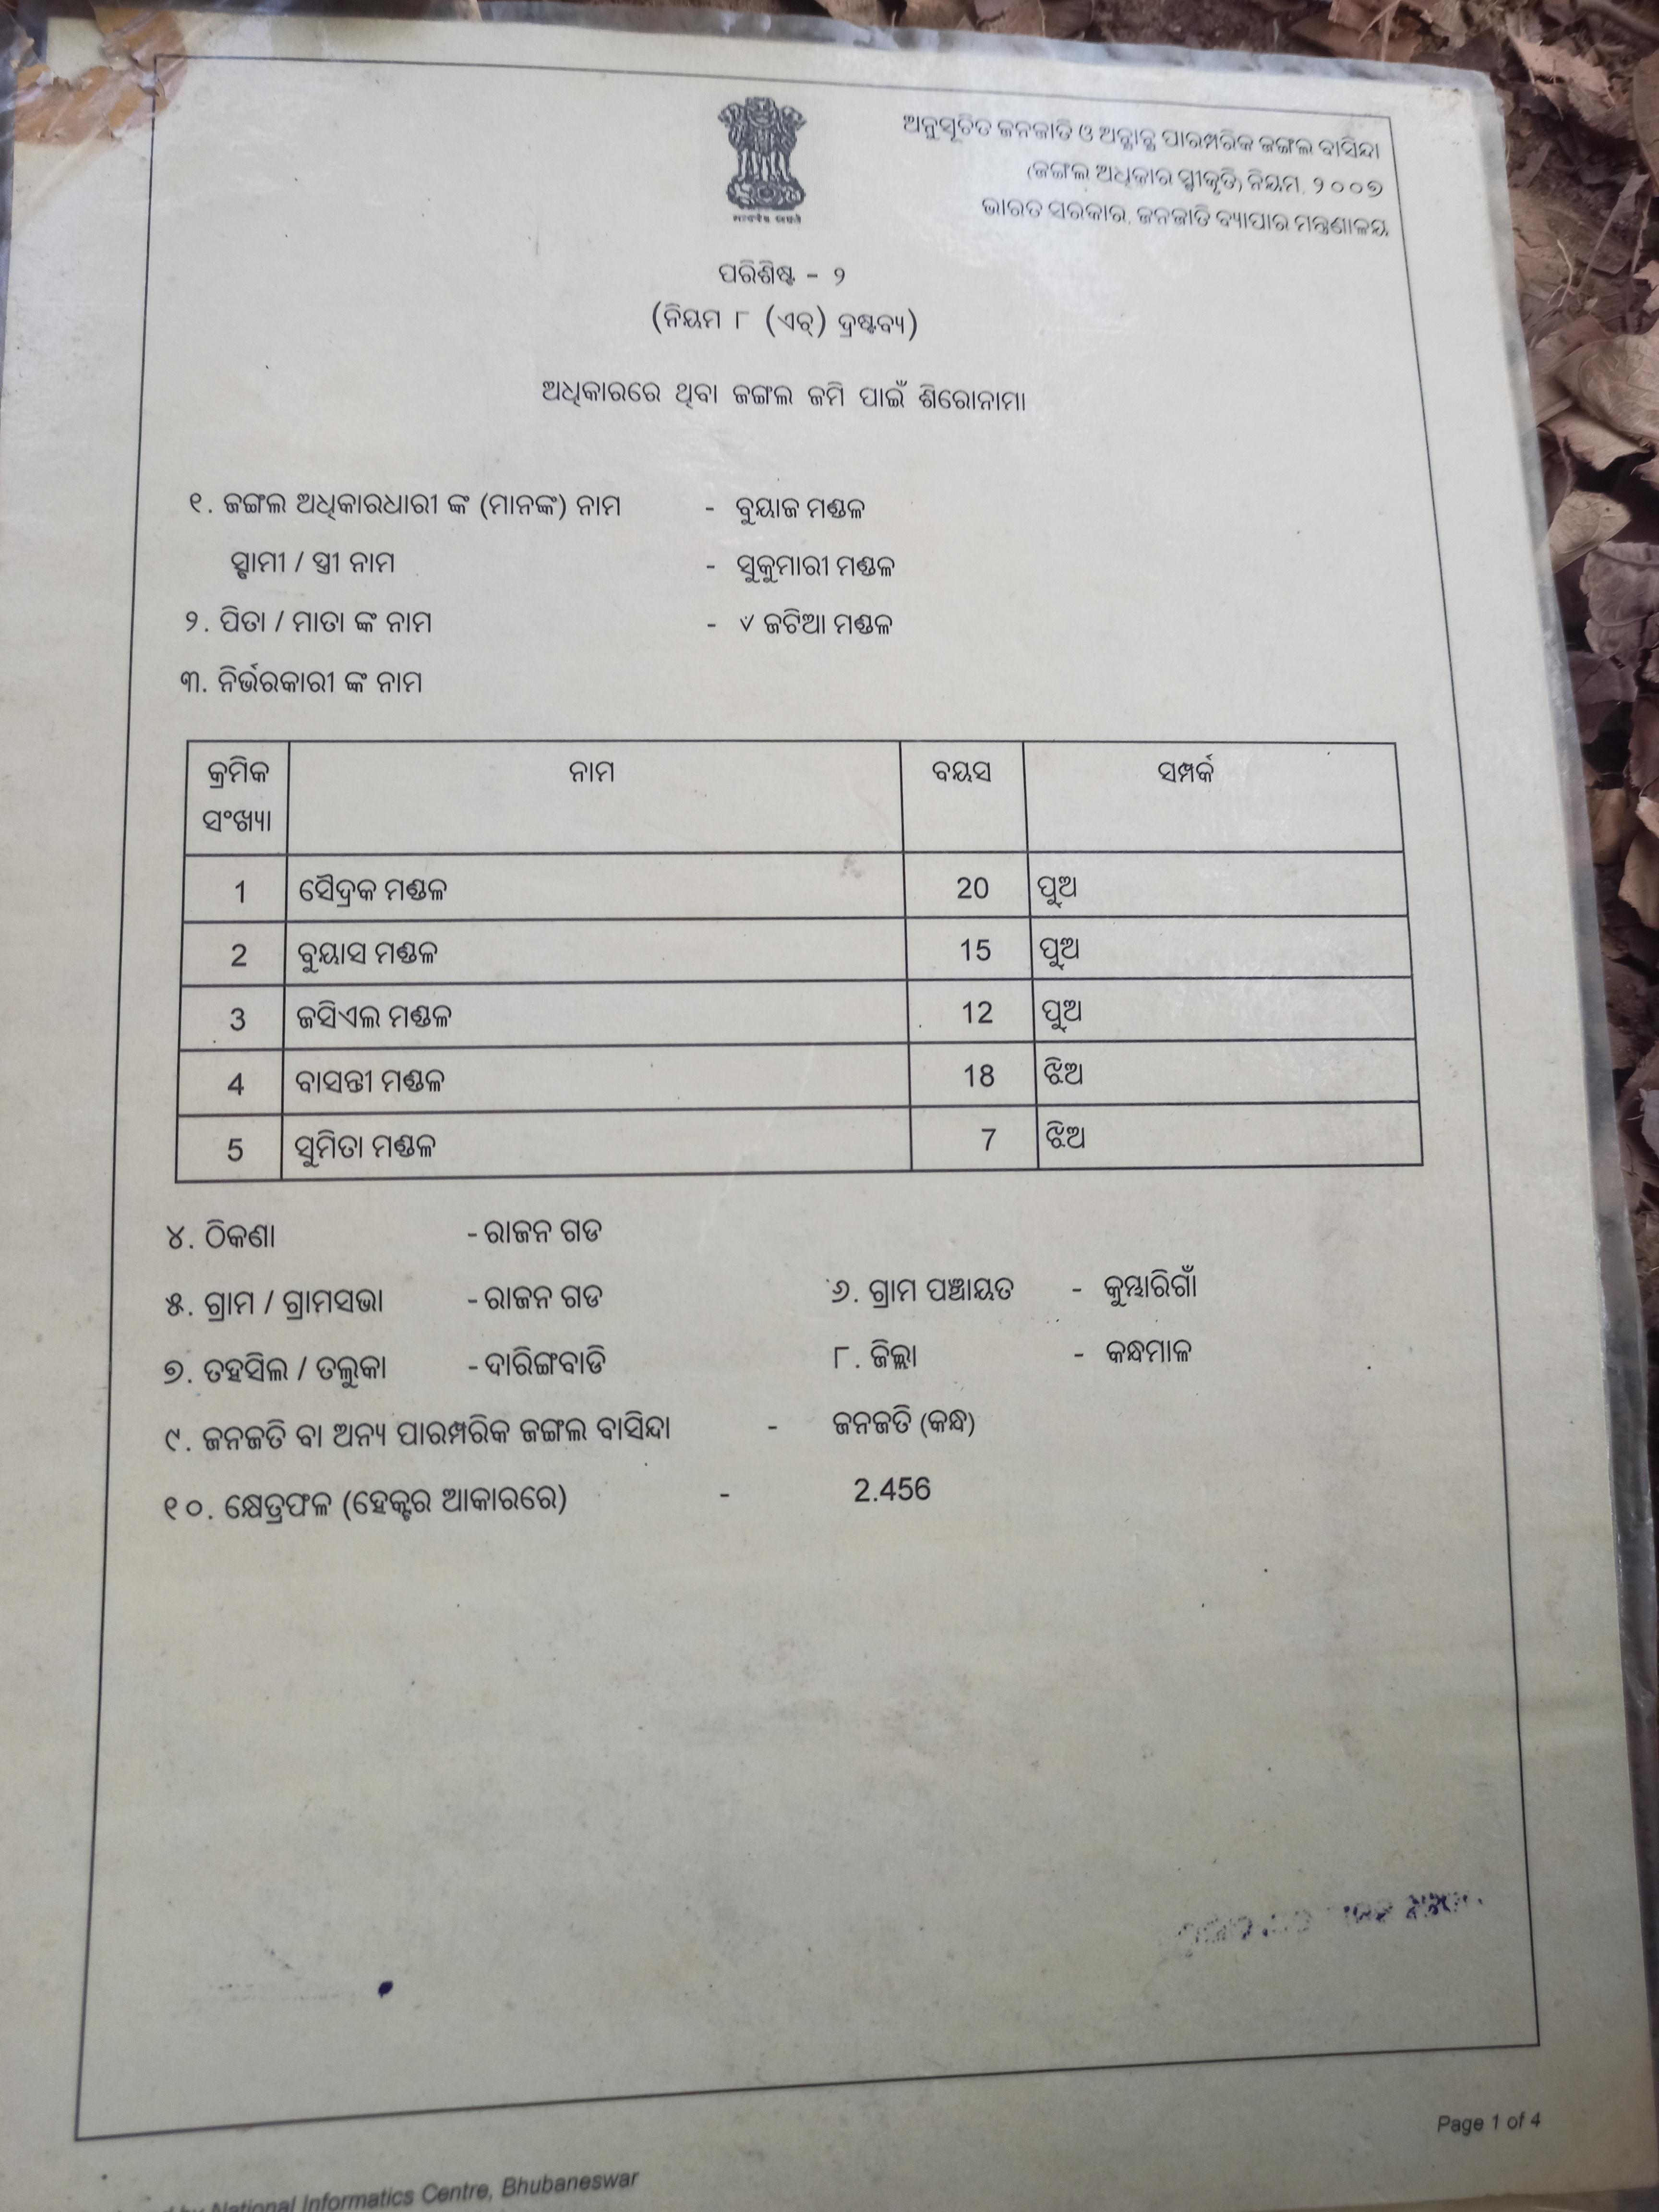 ଅନୁସୂଚିତ ଜନଜାତି ଓ ଅନ୍ଯାନ୍ଯ ପାରମ୍ପରିକ ଜଙ୍ଗଲ ବାସିନ୍ଦା
(ଜଙ୍ଗଲ ଅଧିକାର ସ୍ୱୀକୃତି) ନିୟମ, ୨୦୦୭
ଭାରତ ସରକାର, ଜନଜାତି ବ୍ୟାପାର ମନ୍ତ୍ରଣାଳୟ
ପରିଶିଷ୍ଟ - ୨
(ନିୟମ ୮ (ଏଚ୍) ଦ୍ରଷ୍ଟବ୍ୟ)
ଅଧିକାରରେ ଥିବା ଜଙ୍ଗଲ ଜମି ପାଇଁ ଶିରୋନାମା
୧. ଜଙ୍ଗଲ ଅଧିକାରଧାରୀ ଙ୍କ (ମାନଙ୍କ) ନାମ - ବୁୟାଜ ମଣ୍ଡଳ
ସ୍ୱାମୀ / ସ୍ତ୍ରୀ ନାମ - ସୁକୁମାରୀ ମଣ୍ଡଳ
୨. ପିତା / ମାତା ଙ୍କ ନାମ - ଜଟିଆ ମଣ୍ଡଳ
୩. ନିର୍ଭରକାରୀ ଙ୍କ ନାମ
କ୍ରମିକ ସଂଖ୍ୟା ନାମ ବୟସ ସମ୍ପର୍କ
1 ସୈଦ୍ରକ ମଣ୍ଡଳ 20 ପୁଅ
2 ବୁୟାସ ମଣ୍ଡଳ 15 ପୁଅ
3 ଜସିଏଲ ମଣ୍ଡଳ 12 ପୁଅ
4 ବାସନ୍ତୀ ମଣ୍ଡଳ 18 ଝିଅ
5 ସୁମିତା ମଣ୍ଡଳ 7 ଝିଅ
୪. ଠିକଣା - ରାଜନ ଗଡ
୫. ଗ୍ରାମ / ଗ୍ରାମସଭା - ରାଜନ ଗଡ ୬. ଗ୍ରାମ ପଞ୍ଚାୟତ - କୁମ୍ଭାରିଗାଁ
୭. ତହସିଲ / ତଲୁକା - ଦାରିଙ୍ଗବାଡି ୮. ଜିଲ୍ଲା - କନ୍ଧମାଳ
୯. ଜନଜତି ବା ଅନ୍ୟ ପାରମ୍ପରିକ ଜଙ୍ଗଲ ବାସିନ୍ଦା - ଜନଜତି (କନ୍ଧ)
୧୦. କ୍ଷେତ୍ରଫଳ (ହେକ୍ଟର ଆକାରରେ) - 2.456
Page 1 of 4
by National Informatics Centre, Bhubaneswar